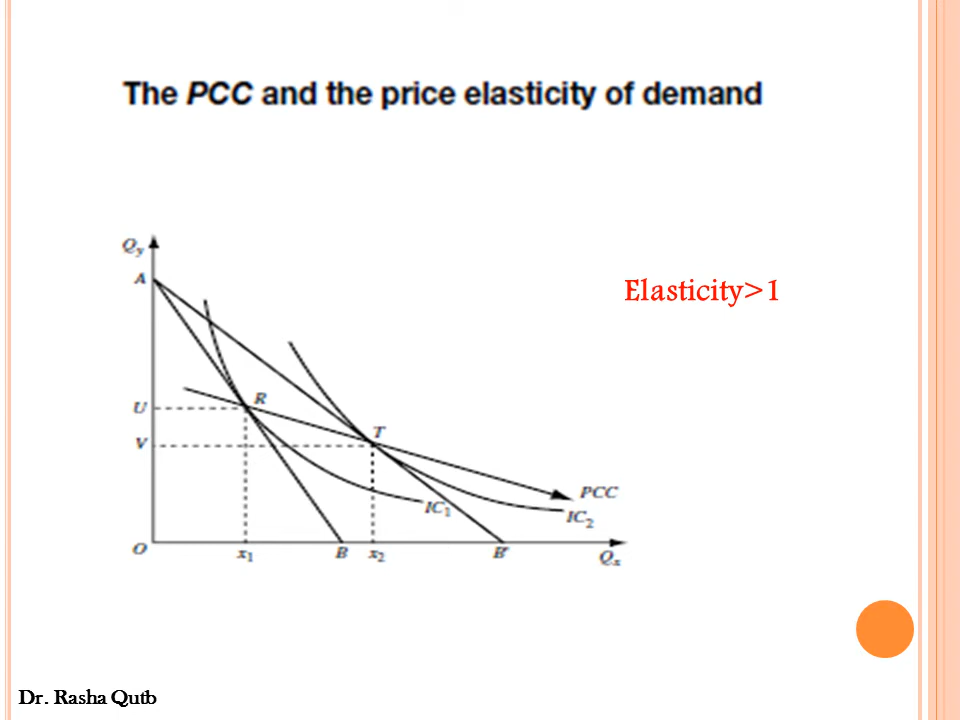 The PCC and the price elasticity of demand
Qy
A
Elasticity>1
R
U
T
V
PCC
IC1
IC2
O
x1
B
x2
B'
Qx
Dr. Rasha Qutb